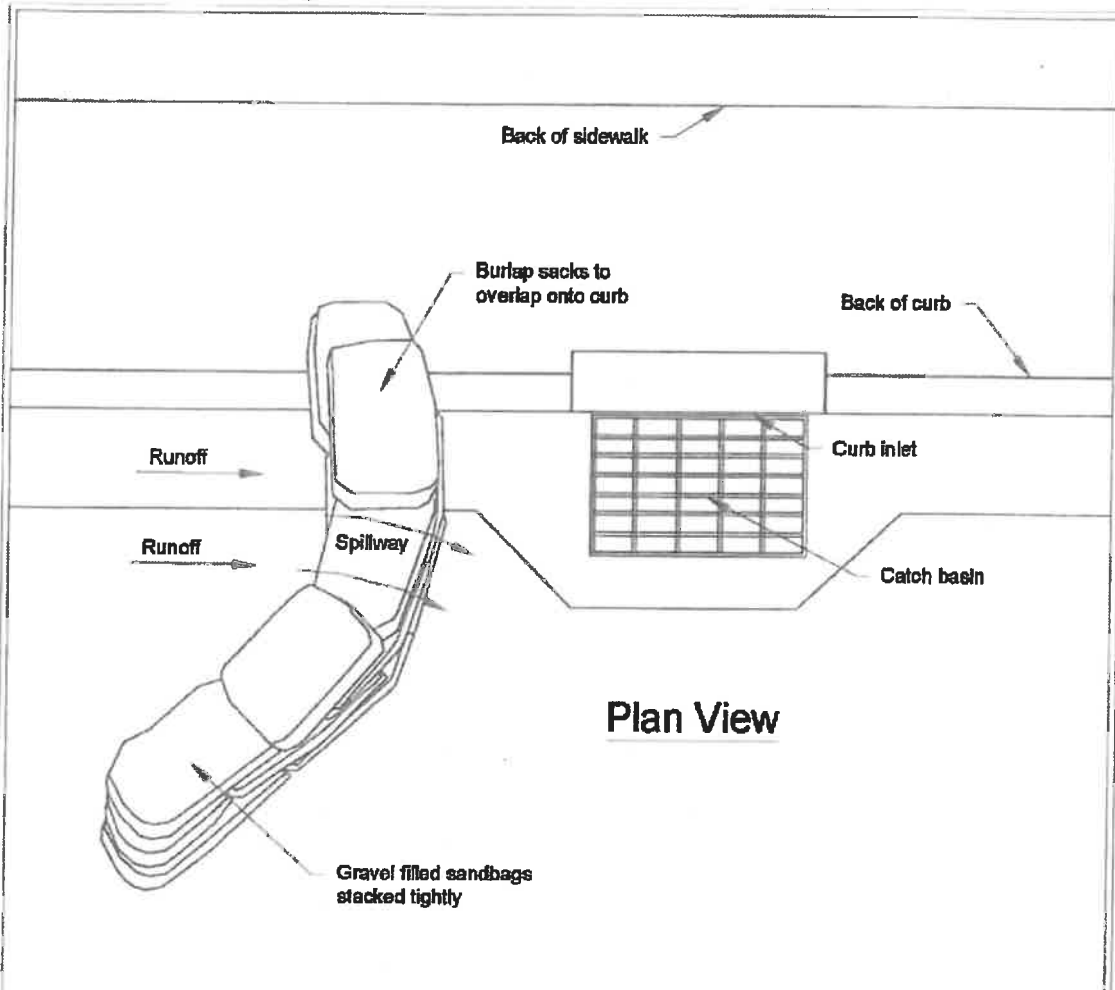 Back of sidewalk
Burlap sacks to
overlap onto curb
Back of curb
Curb inlet
Runoff
Runoff
Spillway
Catch basin
Plan View
Gravel filled sandbags
stacked tightly